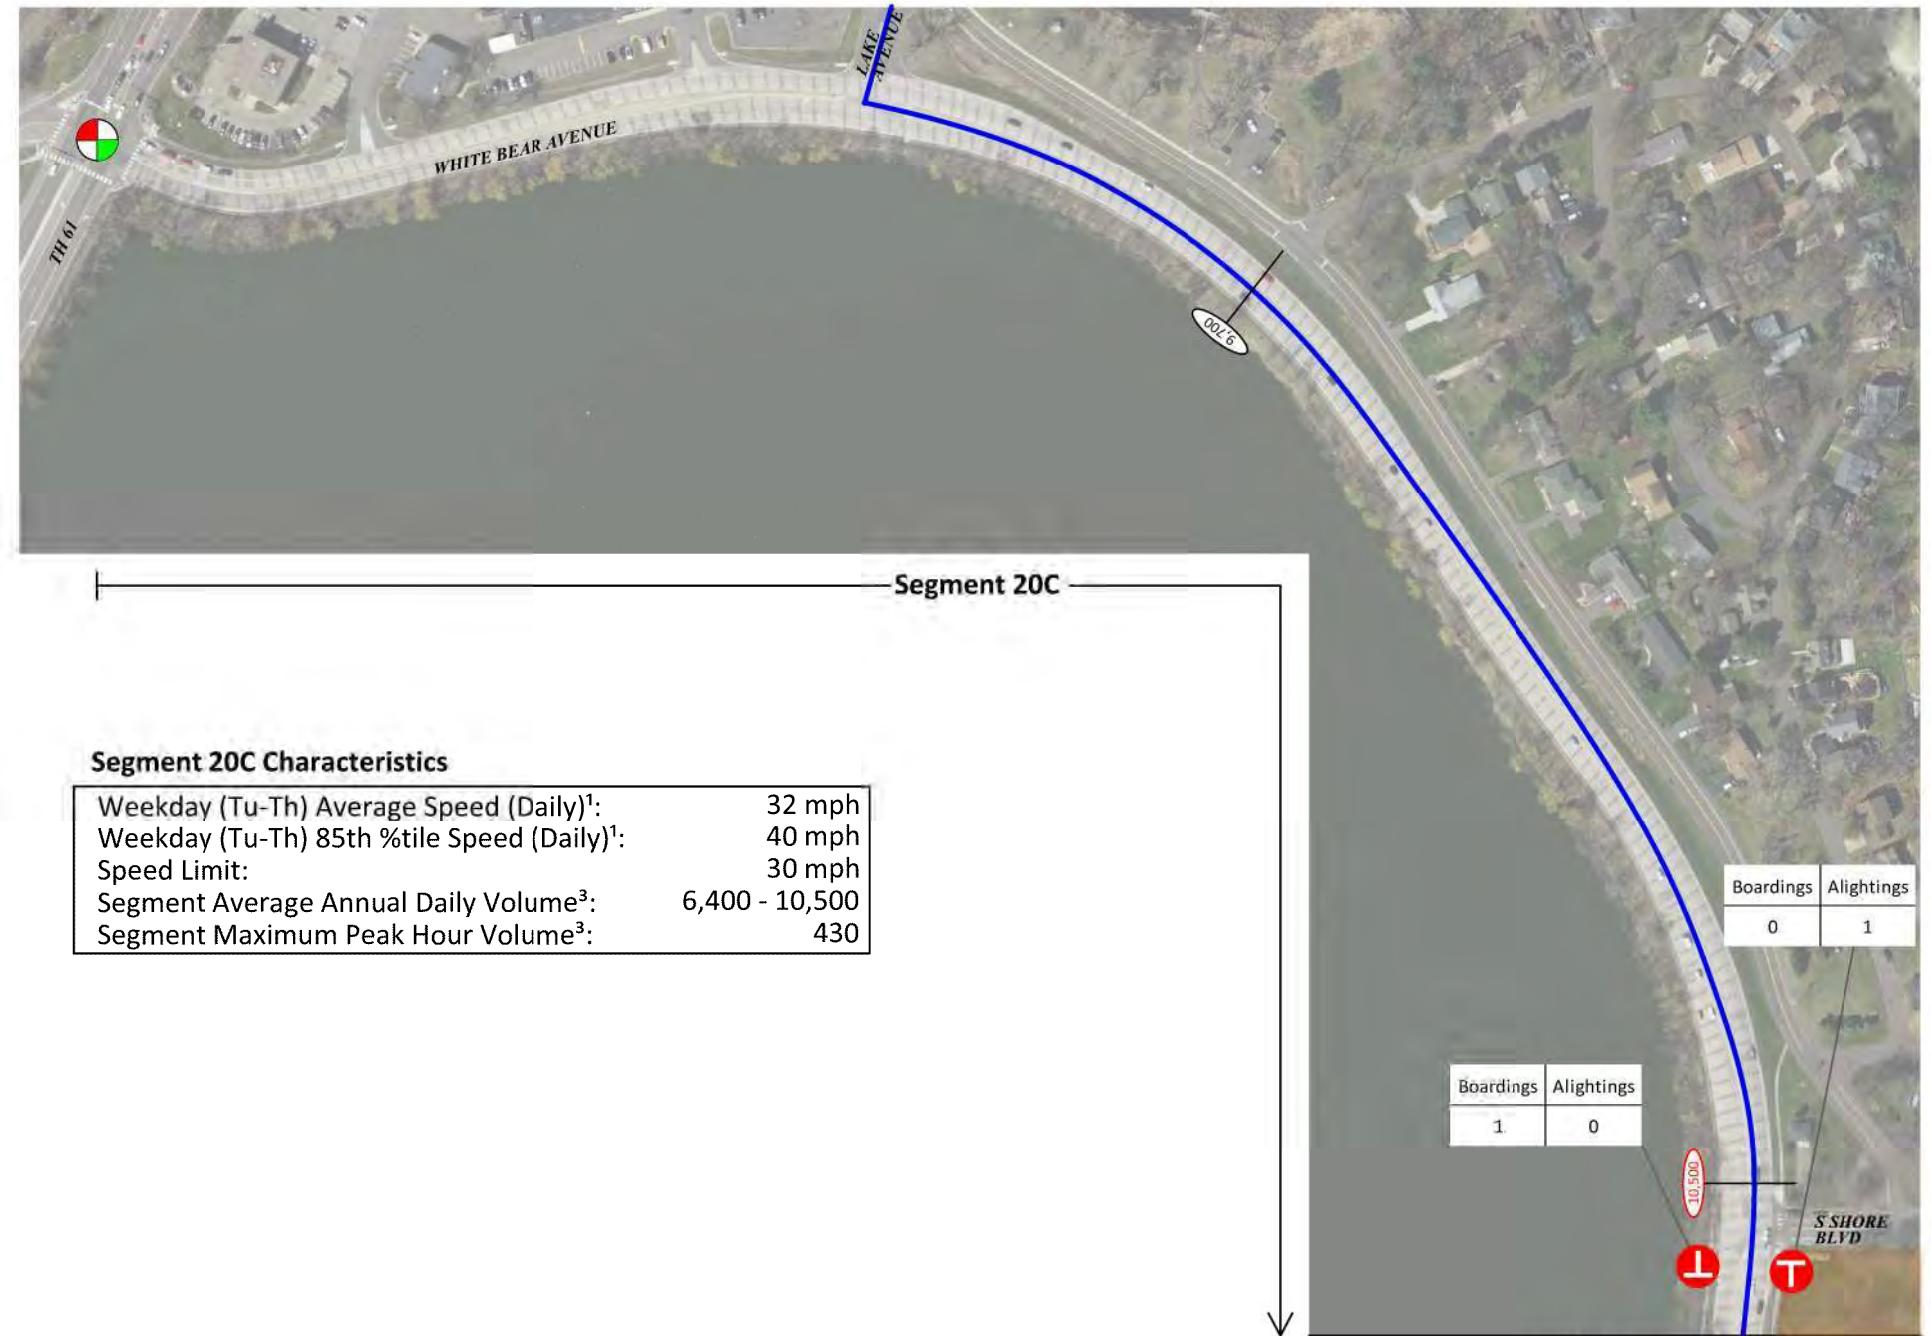 LAKE
AVENUE
WHITE BEAR AVENUE
TH 61
9,700
Segment 20C
Segment 20C Characteristics
Weekday (Tu-Th) Average Speed (Daily)¹: 32 mph
Weekday (Tu-Th) 85th %tile Speed (Daily)¹: 40 mph
Speed Limit: 30 mph
Segment Average Annual Daily Volume³: 6,400 - 10,500
Segment Maximum Peak Hour Volume³: 430
Boardings Alightings
0 1
Boardings Alightings
1 0
10,500
S SHORE
BLVD
T
T